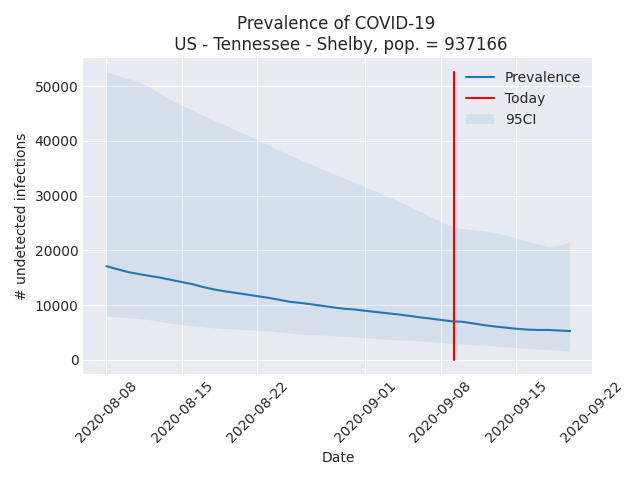 Prevalence of COVID-19
US - Tennessee - Shelby, pop. = 937166
Prevalence
Today
95CI
# undetected infections
50000
40000
30000
20000
10000
0
2020-08-08
2020-08-15
2020-08-22
2020-09-01
2020-09-08
2020-09-15
2020-09-22
Date